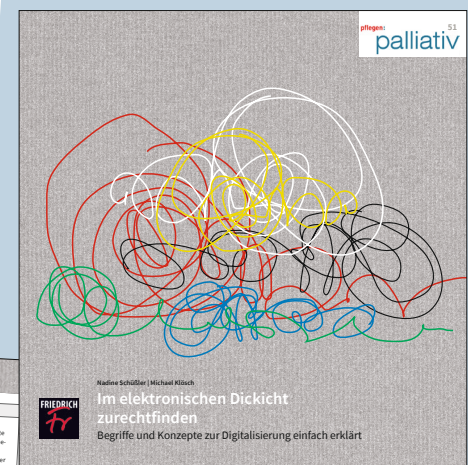 pflegen: 51
palliativ
Nadine Schüßler | Michael Klösch
Im elektronischen Dickicht
zurechtfinden
Begriffe und Konzepte zur Digitalisierung einfach erklärt
FRIEDRICH
Fr